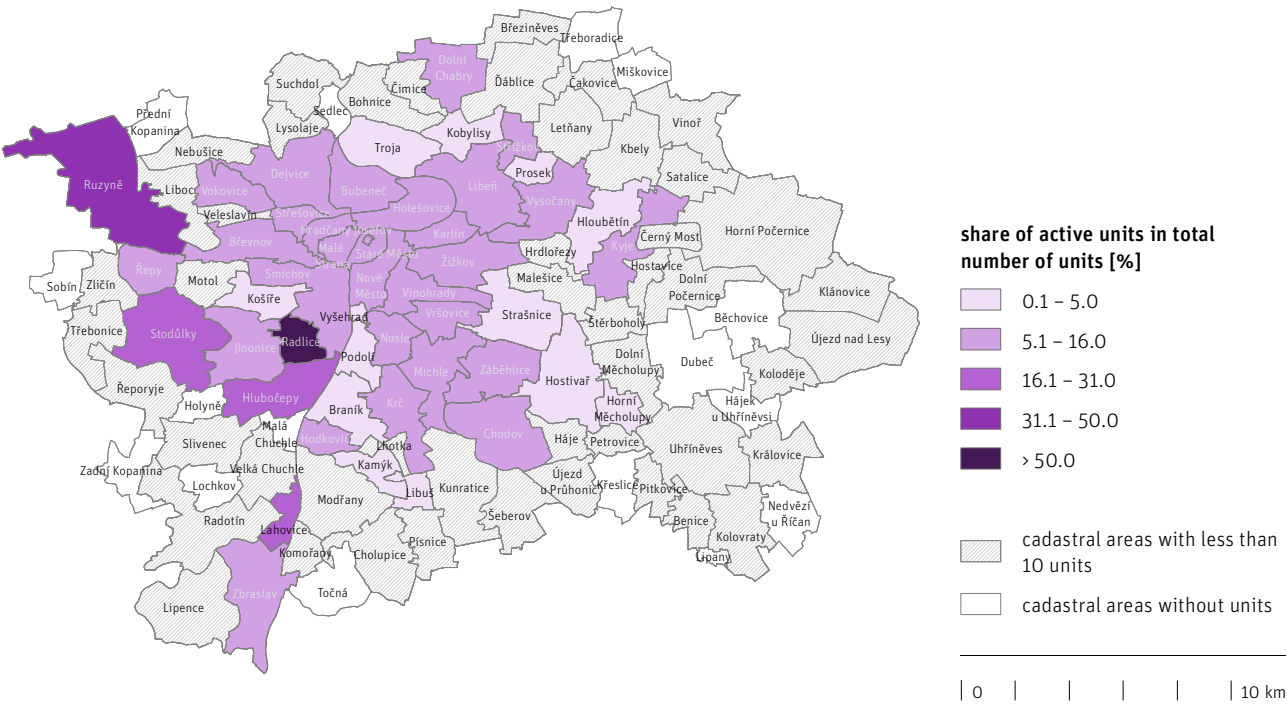 Březiněves
Třeboradice
Dolní
Chabry
Miškovice
Suchdol
Čimice
Ďáblice
Čakovice
Bohnice
Sedlec
Přední
Kopanina
Lysolaje
Kobylisy
Letňany
Vinoř
Nebušice
Troja
Střížkov
Kbely
Ruzyně
Liboc
Vokovice
Dejvice
Bubeneč
Libeň
Prosek
Satalice
Veleslavín
Střešovice
Holešovice
Vysočany
Hloubětín
Břevnov
Hradčany
Josefov
Karlín
Kyje
Černý Most
Horní Počernice
Malá
Strana
Staré Město
Hrdlořezy
Řepy
Motol
Smíchov
Nové
Město
Žižkov
Malešice
Hostavice
Dolní
Počernice
Klánovice
Sobín
Zličín
Košíře
Vinohrady
Vyšehrad
Vršovice
Strašnice
Štěrboholy
Běchovice
Třebonice
Stodůlky
Jinonice
Radlice
Nusle
Újezd nad Lesy
Podolí
Michle
Záběhlice
Hostivař
Dolní
Měcholupy
Dubeč
Koloděje
Řeporyje
Holyně
Hlubočepy
Braník
Krč
Horní
Měcholupy
Hájek
u Uhříněvsi
Malá
Chuchle
Slivenec
Hodkovičky
Lhotka
Chodov
Háje
Petrovice
Uhříněves
Královice
Zadní Kopanina
Velká Chuchle
Kamýk
Lochkov
Modřany
Libuš
Kunratice
Újezd
u Průhonic
Křeslice
Pitkovice
Nedvězí
u Říčan
Radotín
Lahovice
Šeberov
Benice
Kolovraty
Komořany
Cholupice
Písnice
Lipany
Lipence
Zbraslav
Točná
share of active units in total
number of units [%]
0.1 – 5.0
5.1 – 16.0
16.1 – 31.0
31.1 – 50.0
› 50.0
cadastral areas with less than
10 units
cadastral areas without units
0 10 km